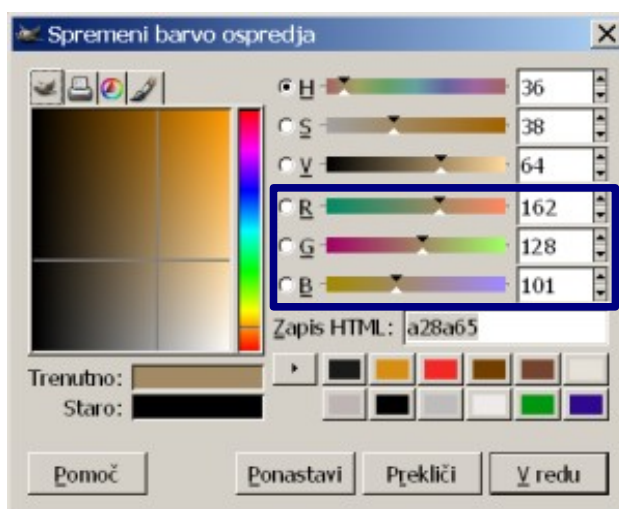 Spremeni barvo ospredja
H 36
S 38
V 64
R 162
G 128
B 101
Zapis HTML: a28a65
Trenutno:
Staro:
Pomoč Ponastavi Prekliči V redu